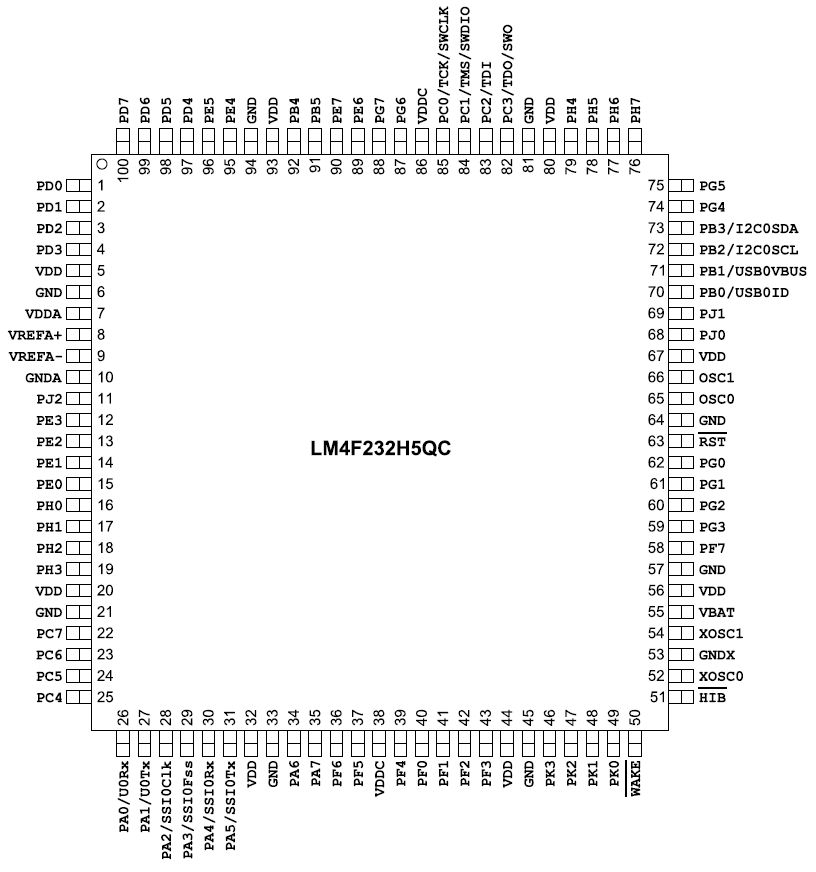 PD7 PD6 PD5 PD4 PE5 PE4 GND VDD PB4 PB5 PE7 PE6 PG7 PG6 VDDC PC0/TCK/SWCLK PC1/TMS/SWDIO PC2/TDI PC3/TDO/SWO GND VDD PH4 PH5 PH6 PH7
100 99 98 97 96 95 94 93 92 91 90 89 88 87 86 85 84 83 82 81 80 79 78 77 76
PD0 1 75 PG5
PD1 2 74 PG4
PD2 3 73 PB3/I2C0SDA
PD3 4 72 PB2/I2C0SCL
VDD 5 71 PB1/USB0VBUS
GND 6 70 PB0/USB0ID
VDDA 7 69 PJ1
VREFA+ 8 68 PJ0
VREFA- 9 67 VDD
GNDA 10 66 OSC1
PJ2 11 65 OSC0
PE3 12 64 GND
PE2 13 63 RST
LM4F232H5QC
PE1 14 62 PG0
PE0 15 61 PG1
PH0 16 60 PG2
PH1 17 59 PG3
PH2 18 58 PF7
PH3 19 57 GND
VDD 20 56 VDD
GND 21 55 VBAT
PC7 22 54 XOSC1
PC6 23 53 GNDX
PC5 24 52 XOSC0
PC4 25 51 HIB
26 27 28 29 30 31 32 33 34 35 36 37 38 39 40 41 42 43 44 45 46 47 48 49 50
PA0/U0Rx PA1/U0Tx PA2/SSI0Clk PA3/SSI0Fss PA4/SSI0Rx PA5/SSI0Tx VDD GND PA6 PA7 PF6 PF5 VDDC PF4 PF0 PF1 PF2 PF3 VDD GND PK3 PK2 PK1 PK0 WAKE